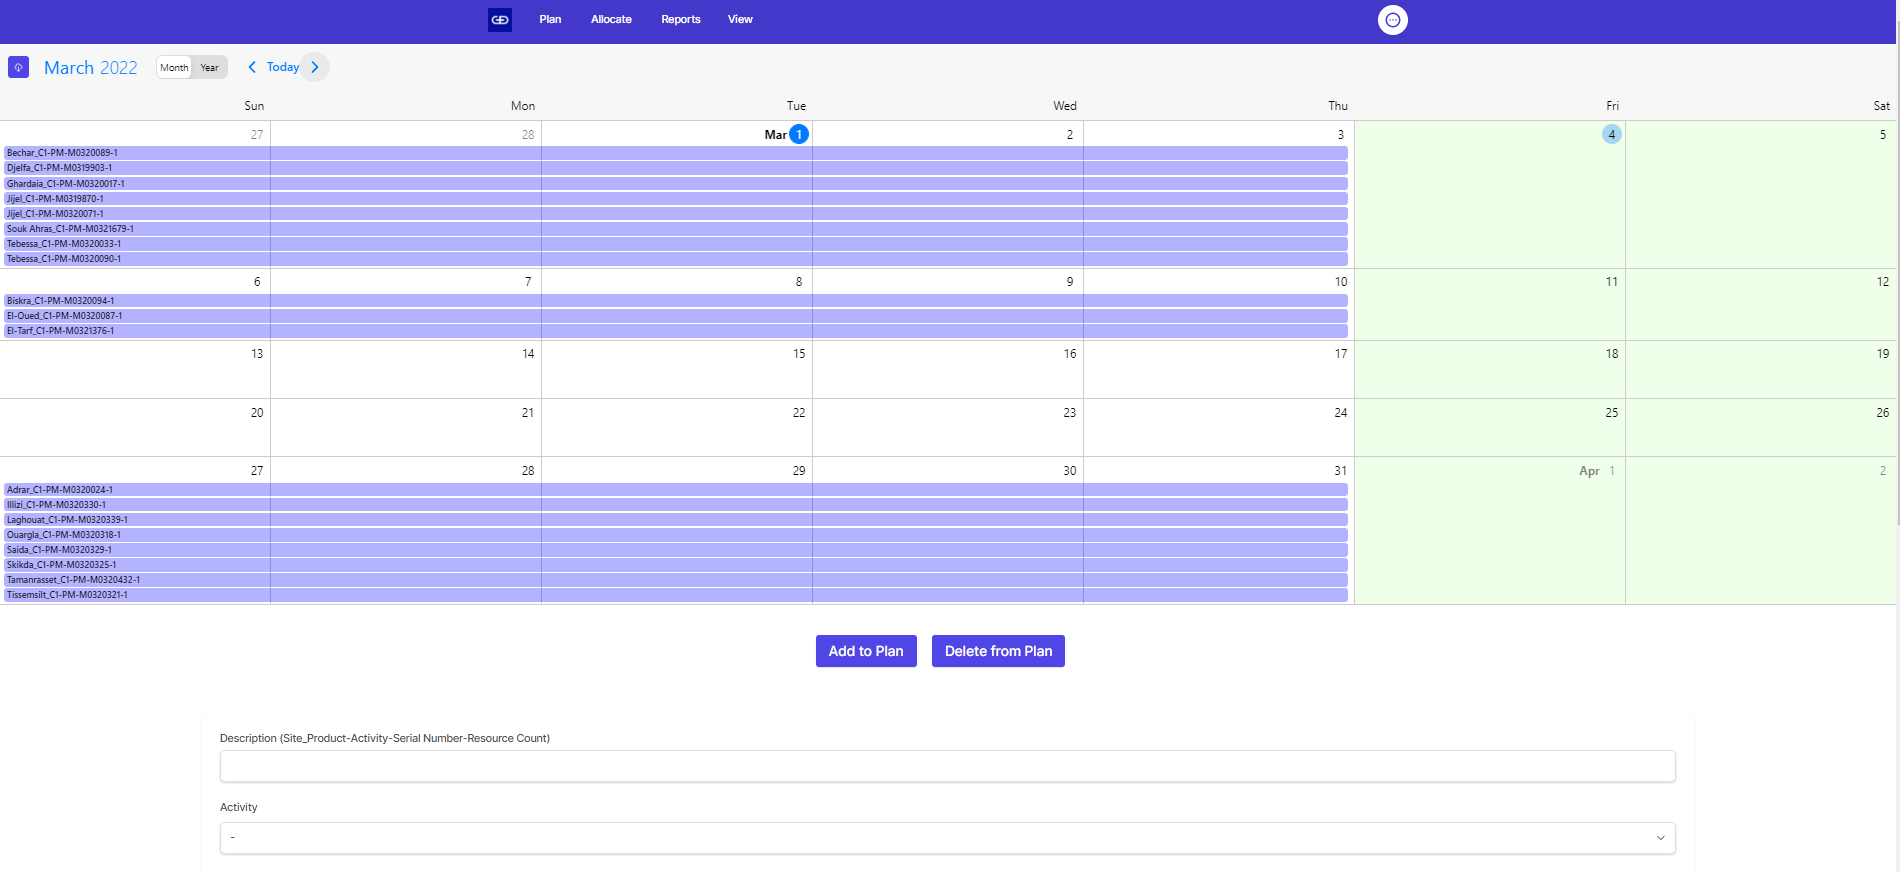 Plan Allocate Reports View
March 2022 Month Year Today
Sun Mon Tue Wed Thu Fri Sat
27 28 Mar 1 2 3 4 5
Bechar_C1-PM-M0320089-1
Djelfa_C1-PM-M0319903-1
Ghardaia_C1-PM-M0320017-1
Jijel_C1-PM-M0319870-1
Jijel_C1-PM-M0320071-1
Souk Ahras_C1-PM-M0321679-1
Tebessa_C1-PM-M0320033-1
Tebessa_C1-PM-M0320090-1
6 7 8 9 10 11 12
Biskra_C1-PM-M0320094-1
El-Oued_C1-PM-M0320087-1
El-Tarf_C1-PM-M0321376-1
13 14 15 16 17 18 19
20 21 22 23 24 25 26
27 28 29 30 31 Apr 1 2
Adrar_C1-PM-M0320024-1
Illizi_C1-PM-M0320330-1
Laghouat_C1-PM-M0320339-1
Ouargla_C1-PM-M0320318-1
Saida_C1-PM-M0320329-1
Skikda_C1-PM-M0320325-1
Tamanrasset_C1-PM-M0320432-1
Tissemsilt_C1-PM-M0320321-1
Add to Plan Delete from Plan
Description (Site_Product-Activity-Serial Number-Resource Count)
Activity
-